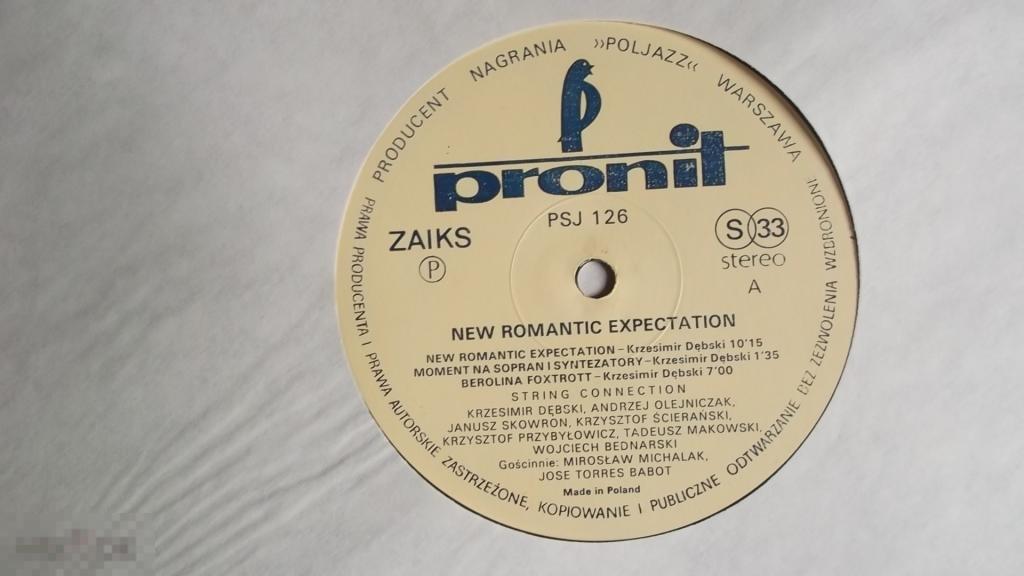 PRODUCENT NAGRANIA »POLJAZZ« WARSZAWA
pronit
PSJ 126
ZAIKS
P
S 33
stereo
A
NEW ROMANTIC EXPECTATION
NEW ROMANTIC EXPECTATION – Krzesimir Dębski 10'15
MOMENT NA SOPRAN I SYNTEZATORY – Krzesimir Dębski 1'35
BEROLINA FOXTROTT – Krzesimir Dębski 7'00
STRING CONNECTION
KRZESIMIR DĘBSKI, ANDRZEJ OLEJNICZAK,
JANUSZ SKOWRON, KRZYSZTOF ŚCIERAŃSKI,
KRZYSZTOF PRZYBYŁOWICZ, TADEUSZ MAKOWSKI,
WOJCIECH BEDNARSKI
Gościnnie: MIROSŁAW MICHALAK,
JOSE TORRES BABOT
Made in Poland
PRAWA PRODUCENTA I PRAWA AUTORSKIE ZASTRZEŻONE, KOPIOWANIE I PUBLICZNE ODTWARZANIE BEZ ZEZWOLENIA WZBRONIONE